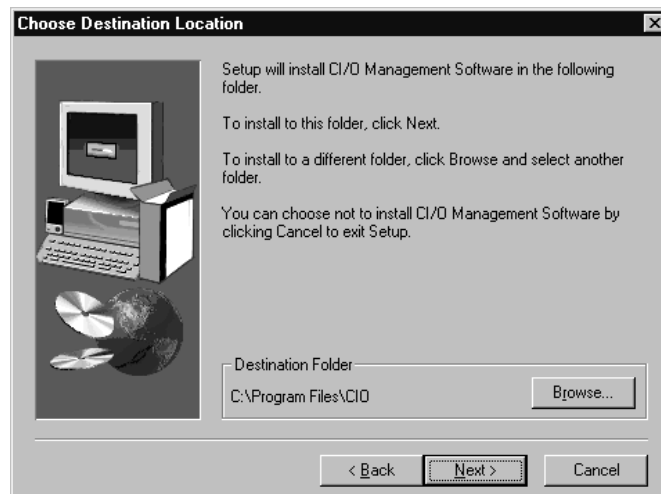 Choose Destination Location
Setup will install CI/O Management Software in the following
folder.
To install to this folder, click Next.
To install to a different folder, click Browse and select another
folder.
You can choose not to install CI/O Management Software by
clicking Cancel to exit Setup.
Destination Folder
C:\Program Files\CIO
Browse...
< Back
Next >
Cancel